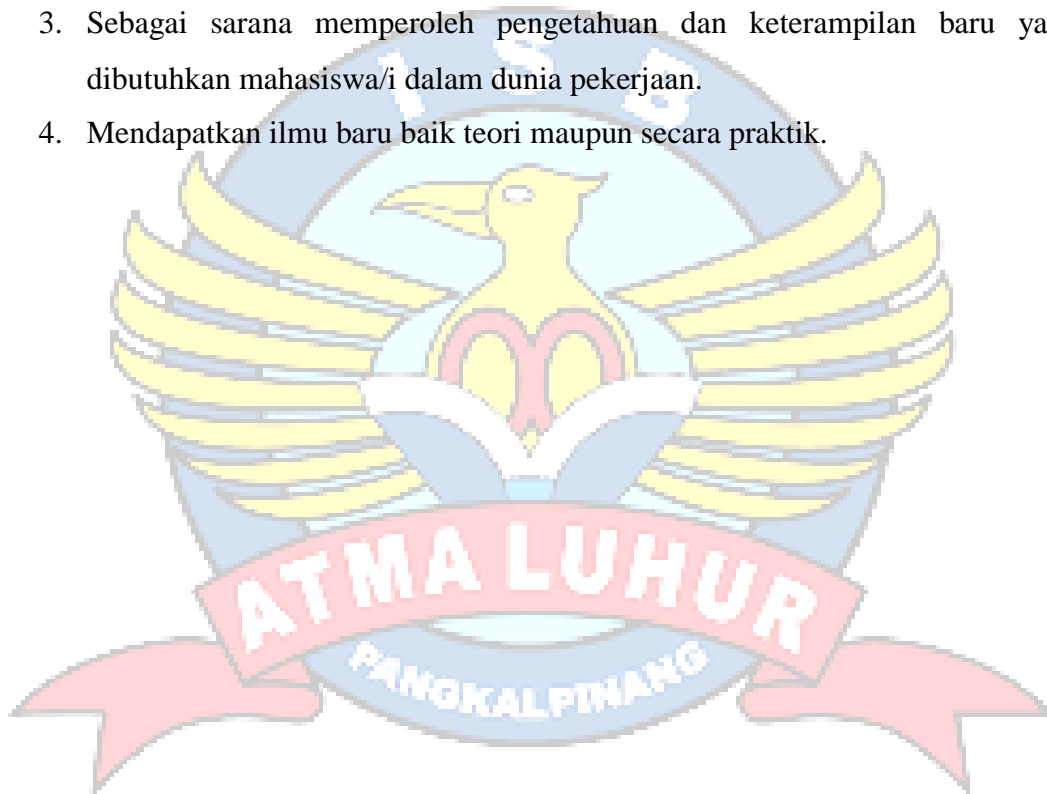 3. Sebagai sarana memperoleh pengetahuan dan keterampilan baru ya
dibutuhkan mahasiswa/i dalam dunia pekerjaan.
4. Mendapatkan ilmu baru baik teori maupun secara praktik.
I S B
ATMA LUHUR
PANGKALPINANG